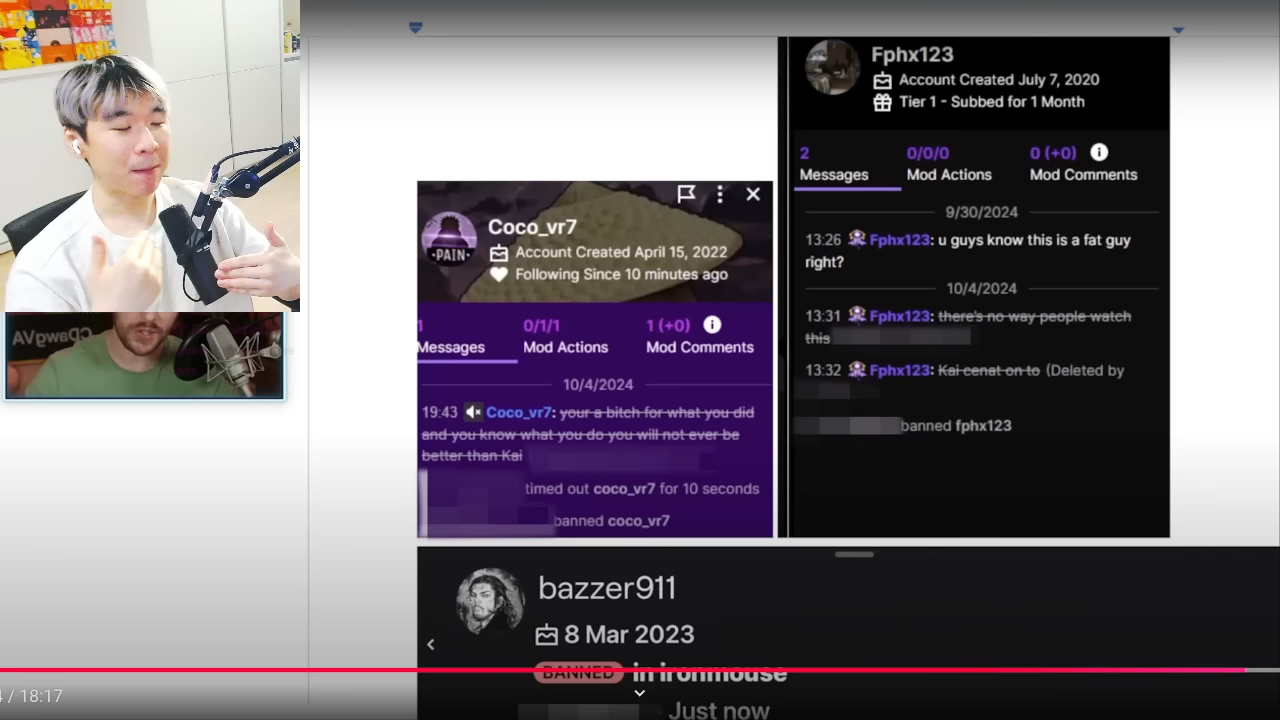 CDawgVA
Coco_vr7
Account Created April 15, 2022
Following Since 10 minutes ago
•PAIN•
1
0/1/1
1 (+0)
Messages
Mod Actions
Mod Comments
10/4/2024
19:43 Coco_vr7: your a bitch for what you did
and you know what you do you will not ever be
better than Kai
timed out coco_vr7 for 10 seconds
banned coco_vr7
Fphx123
Account Created July 7, 2020
Tier 1 - Subbed for 1 Month
2
0/0/0
0 (+0)
Messages
Mod Actions
Mod Comments
9/30/2024
13:26 Fphx123: u guys know this is a fat guy
right?
10/4/2024
13:31 Fphx123: there's no way people watch
this
13:32 Fphx123: Kai cenat on to (Deleted by
banned fphx123
bazzer911
8 Mar 2023
BANNED in ironmouse
Just now
/ 18:17